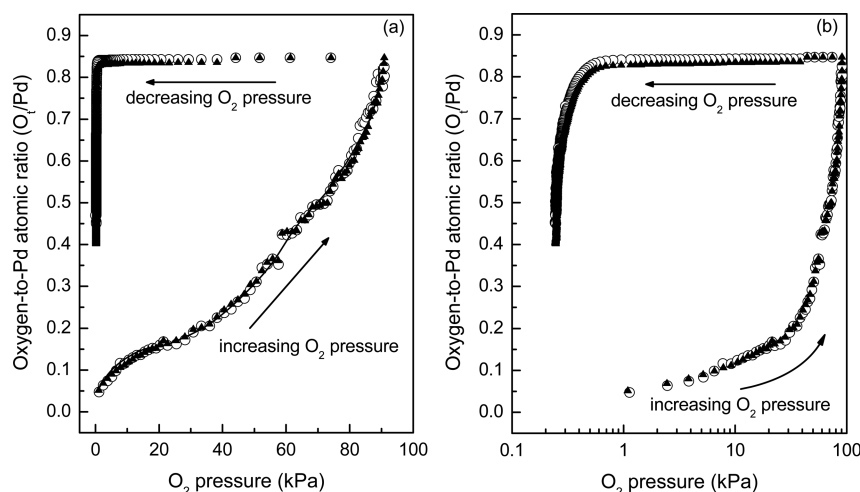 (a)
Oxygen-to-Pd atomic ratio (Oₜ/Pd)
0.9
0.8
0.7
0.6
0.5
0.4
0.3
0.2
0.1
0.0
decreasing O₂ pressure
increasing O₂ pressure
0 20 40 60 80 100
O₂ pressure (kPa)
(b)
Oxygen-to-Pd atomic ratio (Oₜ/Pd)
0.9
0.8
0.7
0.6
0.5
0.4
0.3
0.2
0.1
0.0
decreasing O₂ pressure
increasing O₂ pressure
0.1 1 10 100
O₂ pressure (kPa)